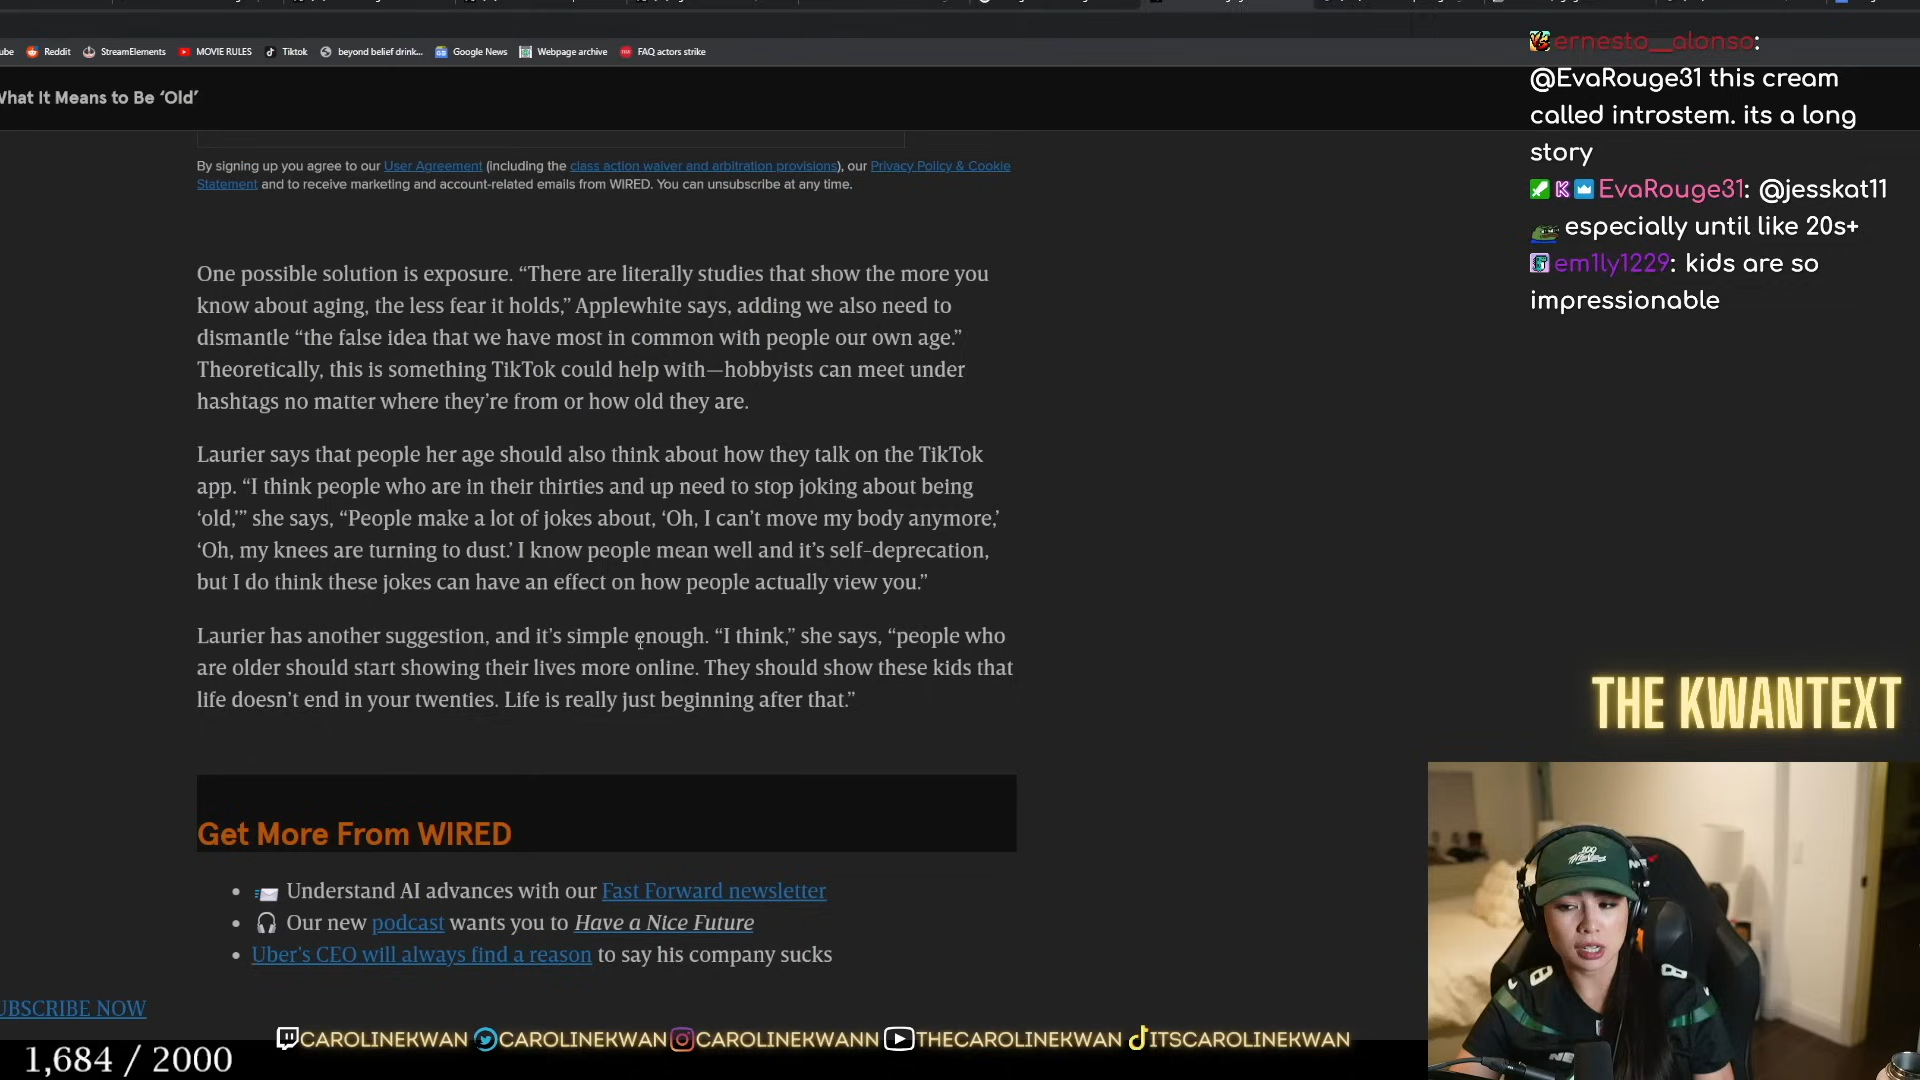 ube
Reddit
StreamElements
MOVIE RULES
Tiktok
beyond belief drink...
Google News
Webpage archive
FAQ actors strike
What It Means to Be ‘Old’
By signing up you agree to our User Agreement (including the class action waiver and arbitration provisions), our Privacy Policy & Cookie
Statement and to receive marketing and account-related emails from WIRED. You can unsubscribe at any time.
One possible solution is exposure. “There are literally studies that show the more you
know about aging, the less fear it holds,” Applewhite says, adding we also need to
dismantle “the false idea that we have most in common with people our own age.”
Theoretically, this is something TikTok could help with—hobbyists can meet under
hashtags no matter where they’re from or how old they are.
Laurier says that people her age should also think about how they talk on the TikTok
app. “I think people who are in their thirties and up need to stop joking about being
‘old,’” she says, “People make a lot of jokes about, ‘Oh, I can’t move my body anymore,’
‘Oh, my knees are turning to dust.’ I know people mean well and it’s self-deprecation,
but I do think these jokes can have an effect on how people actually view you.”
Laurier has another suggestion, and it’s simple enough. “I think,” she says, “people who
are older should start showing their lives more online. They should show these kids that
life doesn’t end in your twenties. Life is really just beginning after that.”
Get More From WIRED
Understand AI advances with our Fast Forward newsletter
Our new podcast wants you to Have a Nice Future
Uber’s CEO will always find a reason to say his company sucks
UBSCRIBE NOW
1,684 / 2000
CAROLINEKWAN
CAROLINEKWAN
CAROLINEKWANN
THECAROLINEKWAN
ITSCAROLINEKWAN
ernesto__alonso:
@EvaRouge31 this cream
called introstem. its a long
story
EvaRouge31: @jesskat11
especially until like 20s+
em1ly1229: kids are so
impressionable
THE KWANTEXT